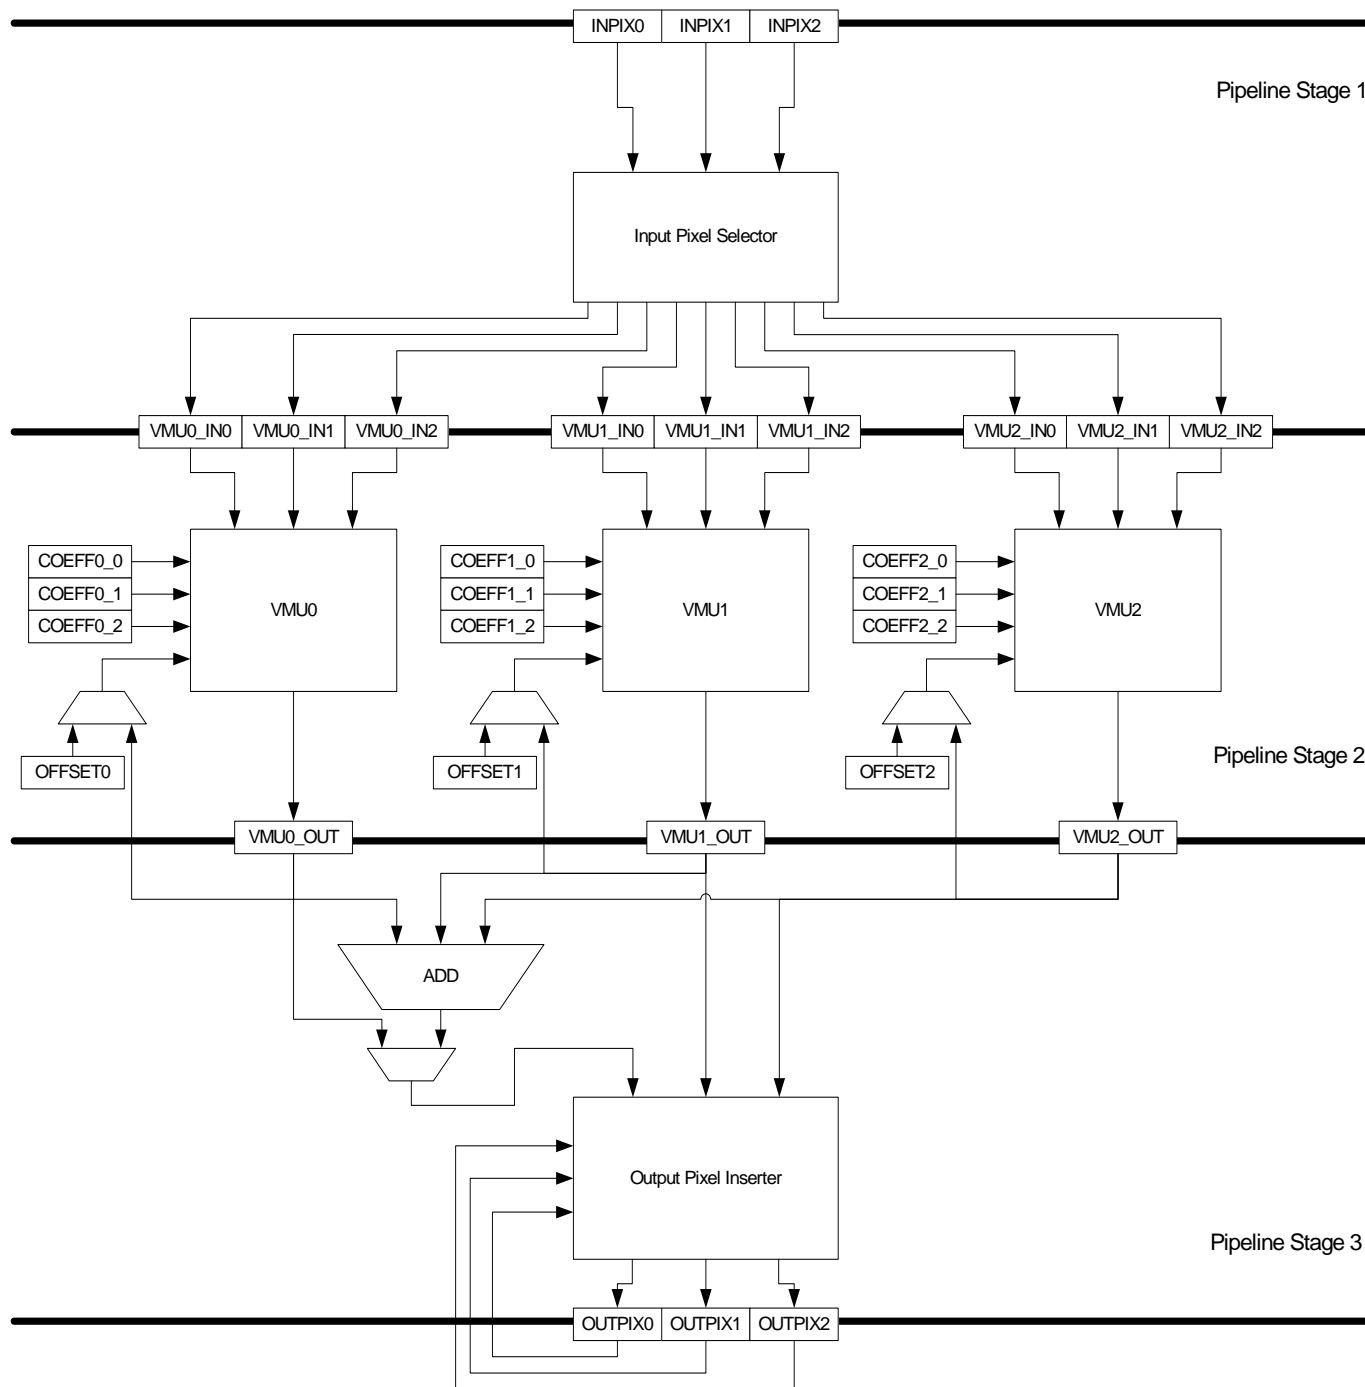 INPIX0 INPIX1 INPIX2
Pipeline Stage 1
Input Pixel Selector
VMU0_IN0 VMU0_IN1 VMU0_IN2 VMU1_IN0 VMU1_IN1 VMU1_IN2 VMU2_IN0 VMU2_IN1 VMU2_IN2
COEFF0_0 COEFF1_0 COEFF2_0
COEFF0_1 COEFF1_1 COEFF2_1
VMU0 VMU1 VMU2
COEFF0_2 COEFF1_2 COEFF2_2
Pipeline Stage 2
OFFSET0 OFFSET1 OFFSET2
VMU0_OUT VMU1_OUT VMU2_OUT
ADD
Output Pixel Inserter
Pipeline Stage 3
OUTPIX0 OUTPIX1 OUTPIX2